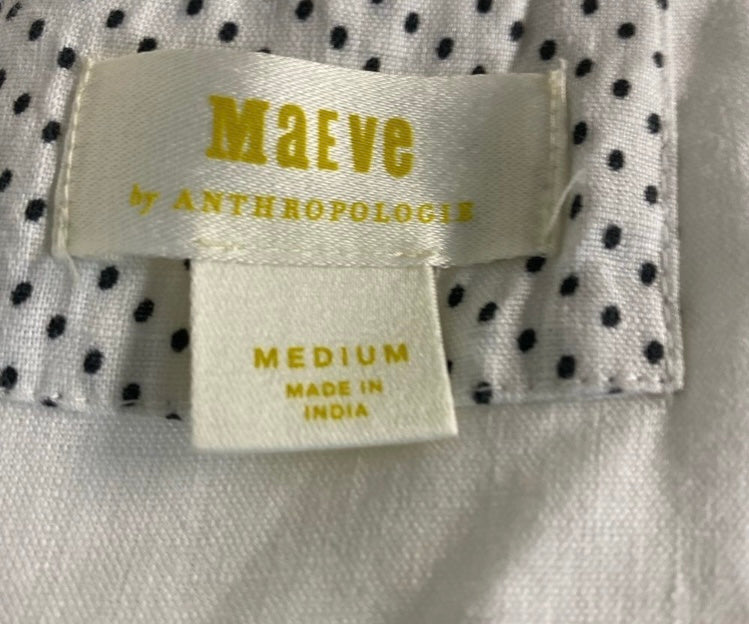 Maeve
by ANTHROPOLOGIE
MEDIUM
MADE IN
INDIA